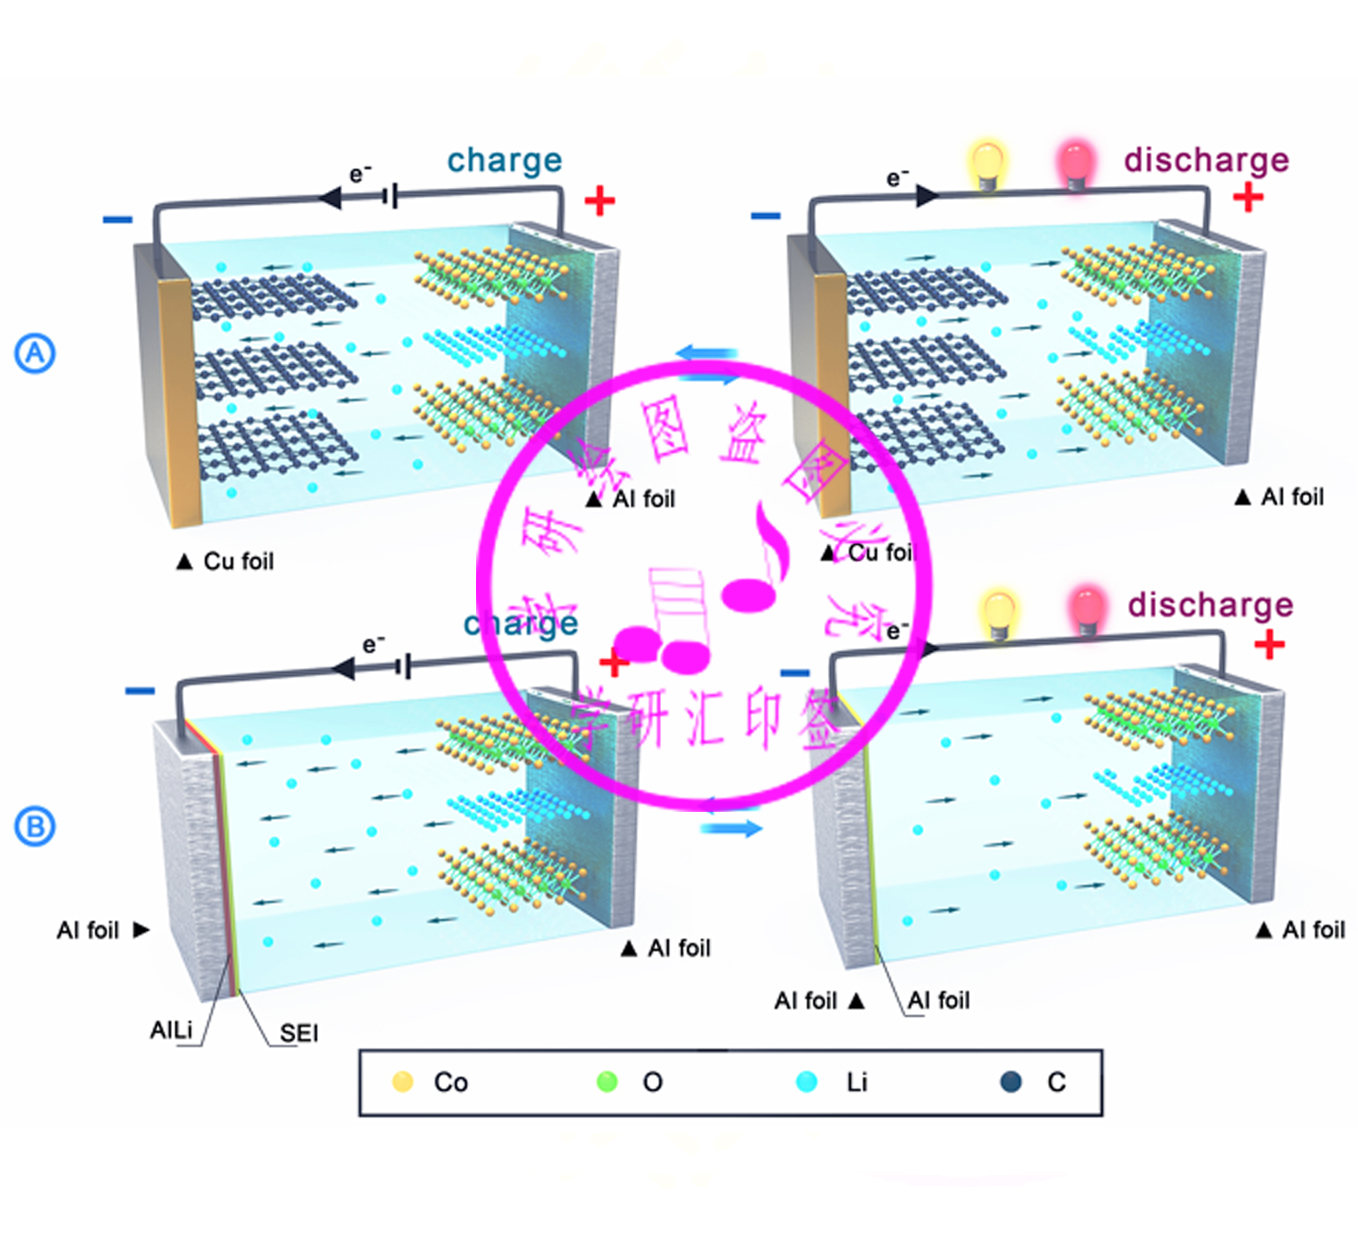 charge
e⁻
discharge
e⁻
− +
− +
A
Al foil
Al foil
Cu foil
Cu foil
绘图盗图必究
学研
charge
e⁻
discharge
e⁻
− +
− +
学研汇印签
B
Al foil
Al foil
Al foil
Al foil
Al foil
AlLi
SEI
Co O Li C